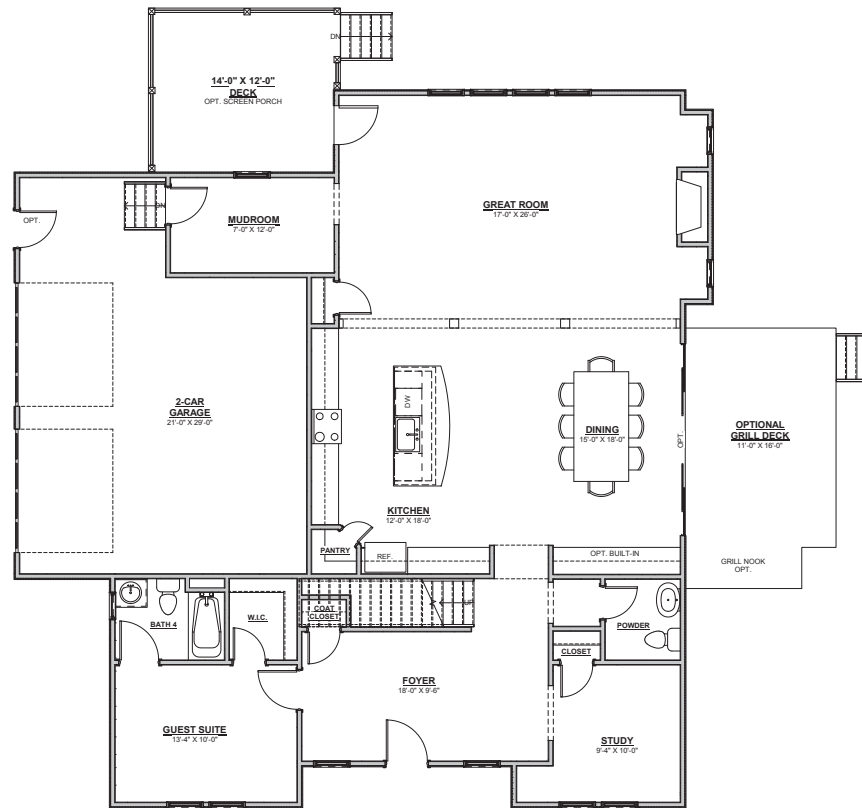 DN
14'-0" X 12'-0"
DECK
OPT. SCREEN PORCH
GREAT ROOM
17'-0" X 26'-0"
DN
OPT.
MUDROOM
7'-0" X 12'-0"
2-CAR
GARAGE
21'-0" X 29'-0"
DW
DINING
15'-0" X 18'-0"
OPT.
OPTIONAL
GRILL DECK
11'-0" X 16'-0"
KITCHEN
12'-0" X 18'-0"
PANTRY
REF.
OPT. BUILT-IN
GRILL NOOK
OPT.
BATH 4
W.I.C.
COAT
CLOSET
UP
POWDER
CLOSET
FOYER
18'-0" X 9'-6"
GUEST SUITE
13'-4" X 10'-0"
STUDY
9'-4" X 10'-0"